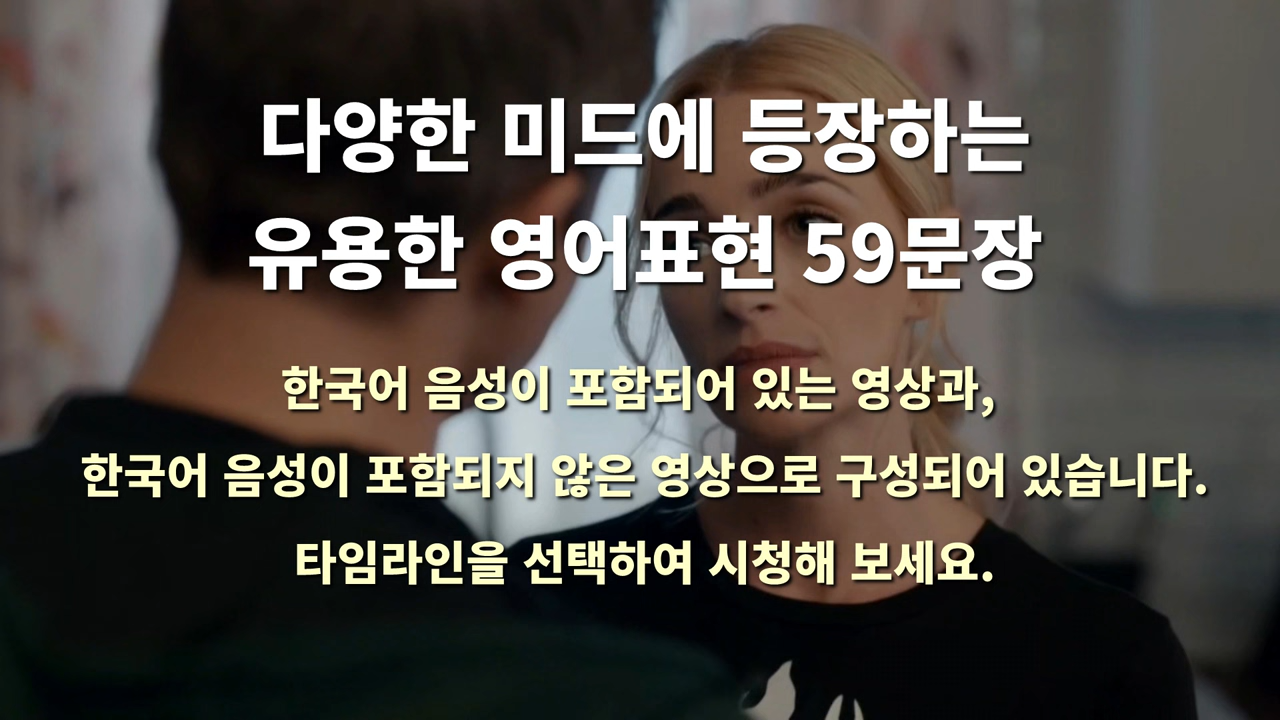 다양한 미드에 등장하는
유용한 영어표현 59문장
한국어 음성이 포함되어 있는 영상과,
한국어 음성이 포함되지 않은 영상으로 구성되어 있습니다.
타임라인을 선택하여 시청해 보세요.